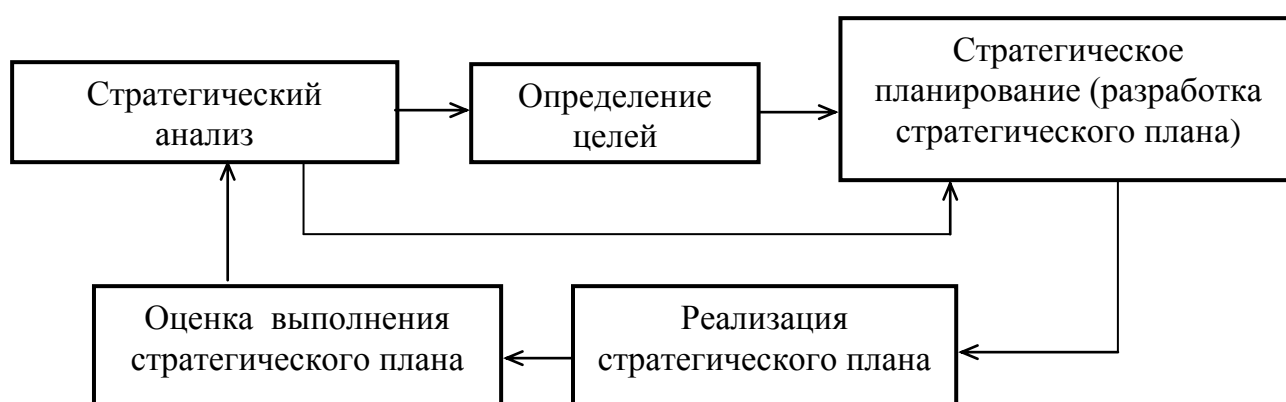 Стратегический
анализ
Определение
целей
Стратегическое
планирование (разработка
стратегического плана)
Оценка выполнения
стратегического плана
Реализация
стратегического плана